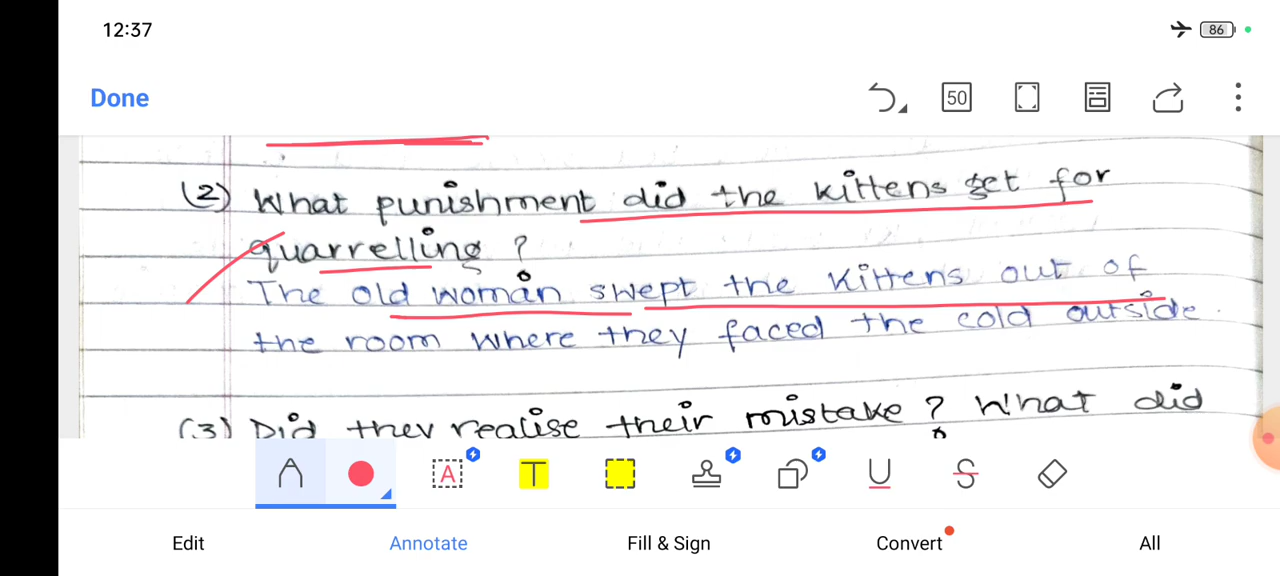 12:37
86
Done
50
(2) What punishment did the kittens get for
quarrelling ?
The old woman swept the kittens out of
the room where they faced the cold outside.
(3) Did they realise their mistake ? What did
A
T
U
S
Edit
Annotate
Fill & Sign
Convert
All